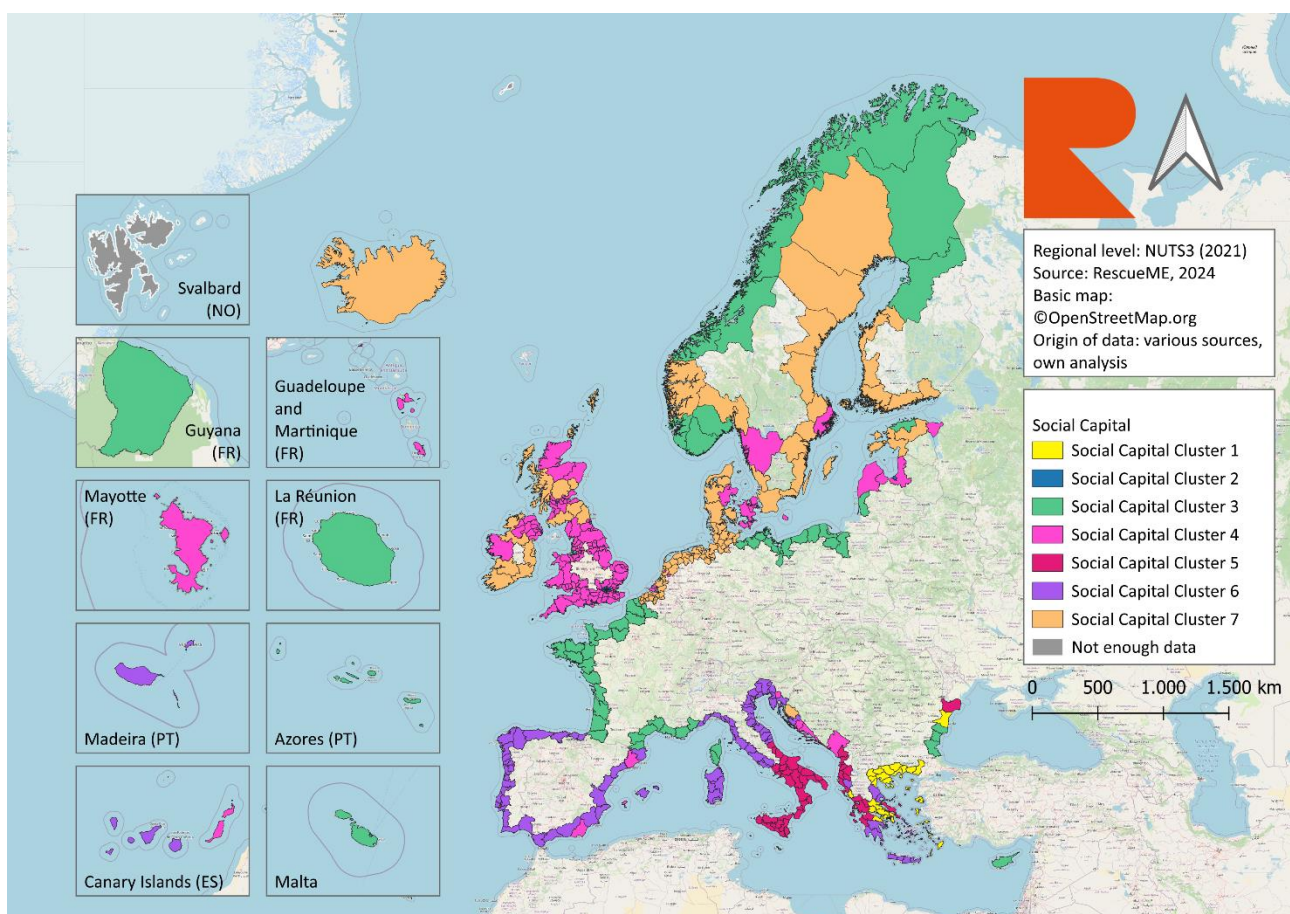 Svalbard
(NO)
Guyana
(FR)
Guadeloupe
and
Martinique
(FR)
Mayotte
(FR)
La Réunion
(FR)
Madeira (PT)
Azores (PT)
Canary Islands (ES)
Malta
Regional level: NUTS3 (2021)
Source: RescueME, 2024
Basic map:
©OpenStreetMap.org
Origin of data: various sources,
own analysis
Social Capital
Social Capital Cluster 1
Social Capital Cluster 2
Social Capital Cluster 3
Social Capital Cluster 4
Social Capital Cluster 5
Social Capital Cluster 6
Social Capital Cluster 7
Not enough data
0 500 1.000 1.500 km